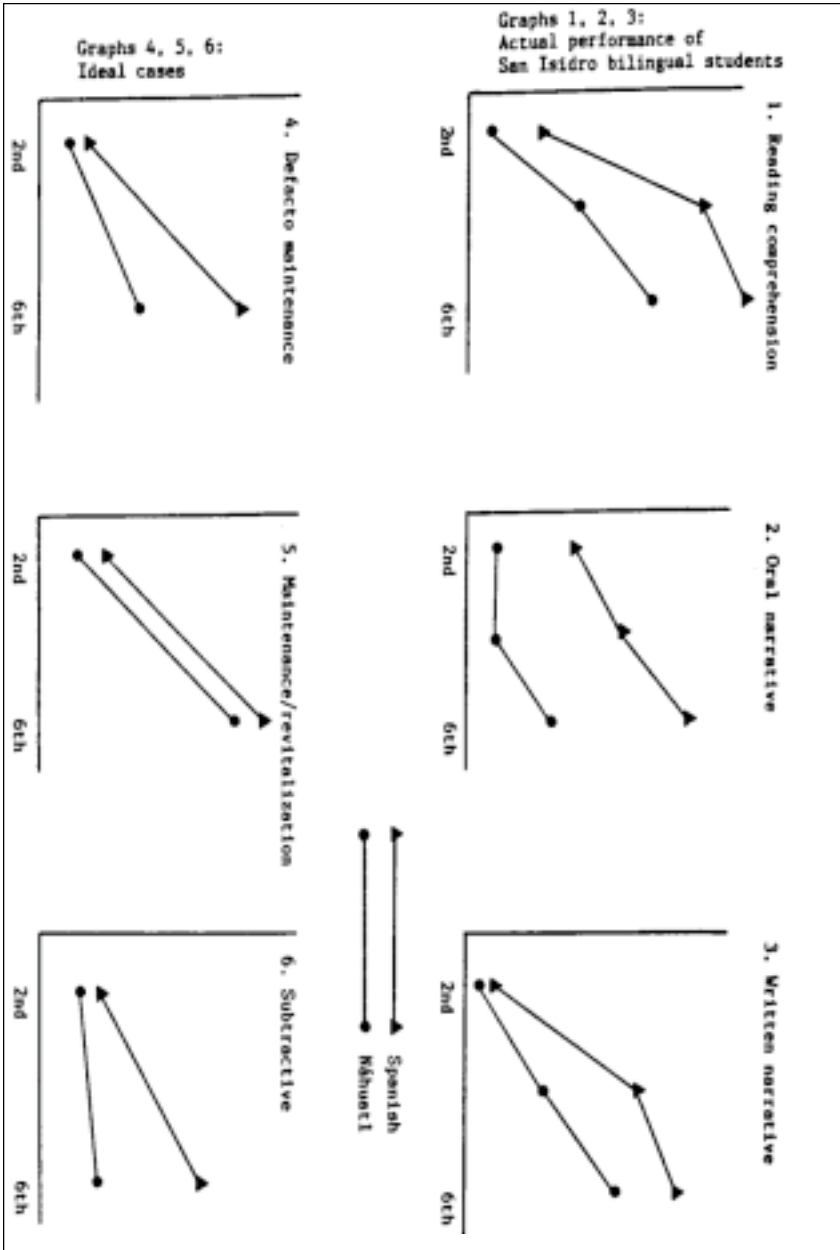 Graphs 1, 2, 3:
Actual performance of
San Isidro bilingual students
1. Reading comprehension
2nd
6th
2. Oral narrative
2nd
6th
3. Written narrative
2nd
6th
Spanish
Náhuatl
Graphs 4, 5, 6:
Ideal cases
4. Defacto maintenance
2nd
6th
5. Maintenance/revitalization
2nd
6th
6. Subtractive
2nd
6th